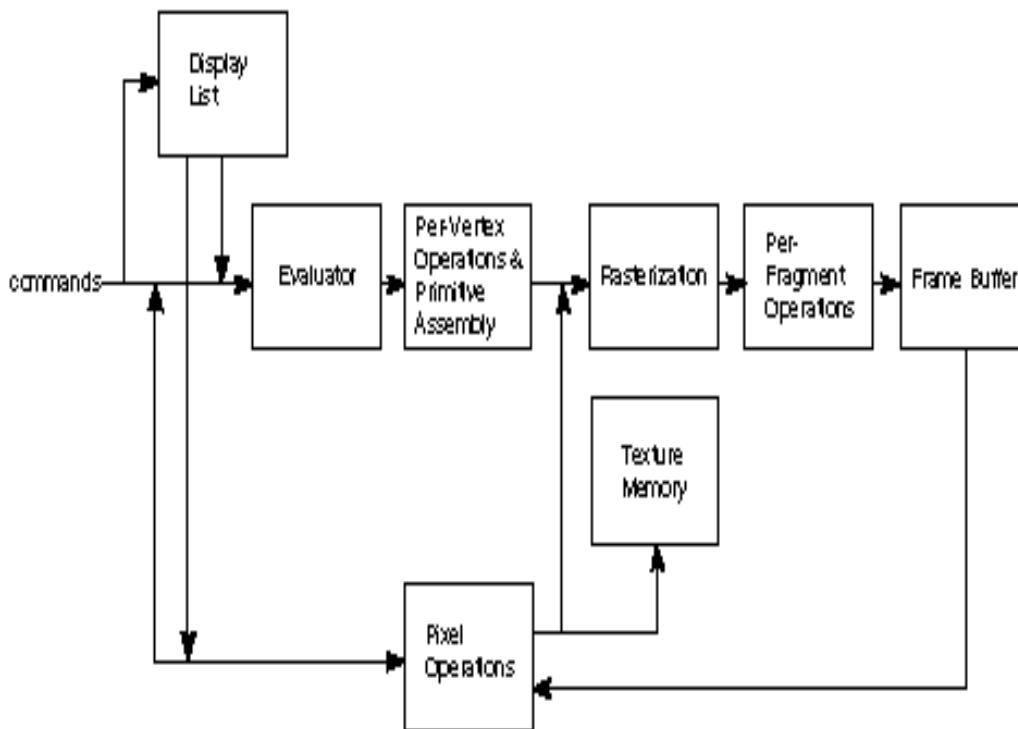 Display
List
commands
Evaluator
Per-Vertex
Operations &
Primitive
Assembly
Rasterization
Per-
Fragment
Operations
Frame Buffer
Texture
Memory
Pixel
Operations